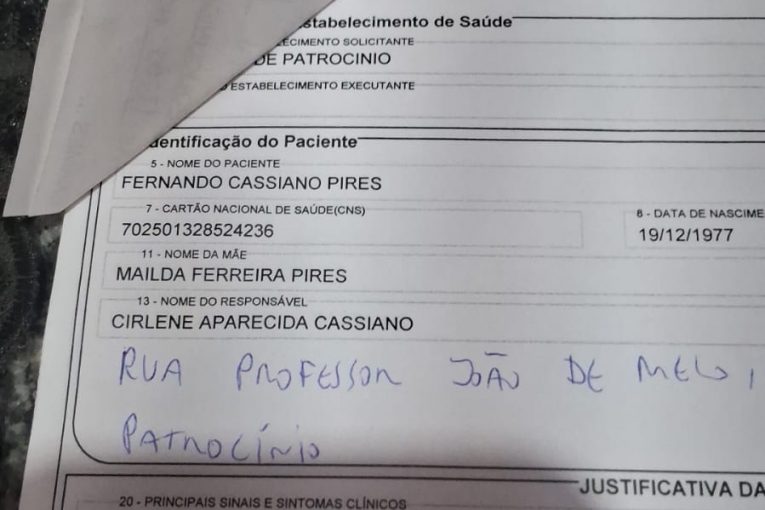 stabelecimento de Saúde
ECIMENTO SOLICITANTE
DE PATROCINIO
ESTABELECIMENTO EXECUTANTE
dentificação do Paciente
5 - NOME DO PACIENTE
FERNANDO CASSIANO PIRES
7 - CARTÃO NACIONAL DE SAÚDE(CNS)
8 - DATA DE NASCIME
702501328524236
19/12/1977
11 - NOME DA MÃE
MAILDA FERREIRA PIRES
13 - NOME DO RESPONSÁVEL
CIRLENE APARECIDA CASSIANO
RUA PROFESSOR JOÃO DE MELO,
PATROCÍNIO
JUSTIFICATIVA DA
20 - PRINCIPAIS SINAIS E SINTOMAS CLÍNICOS